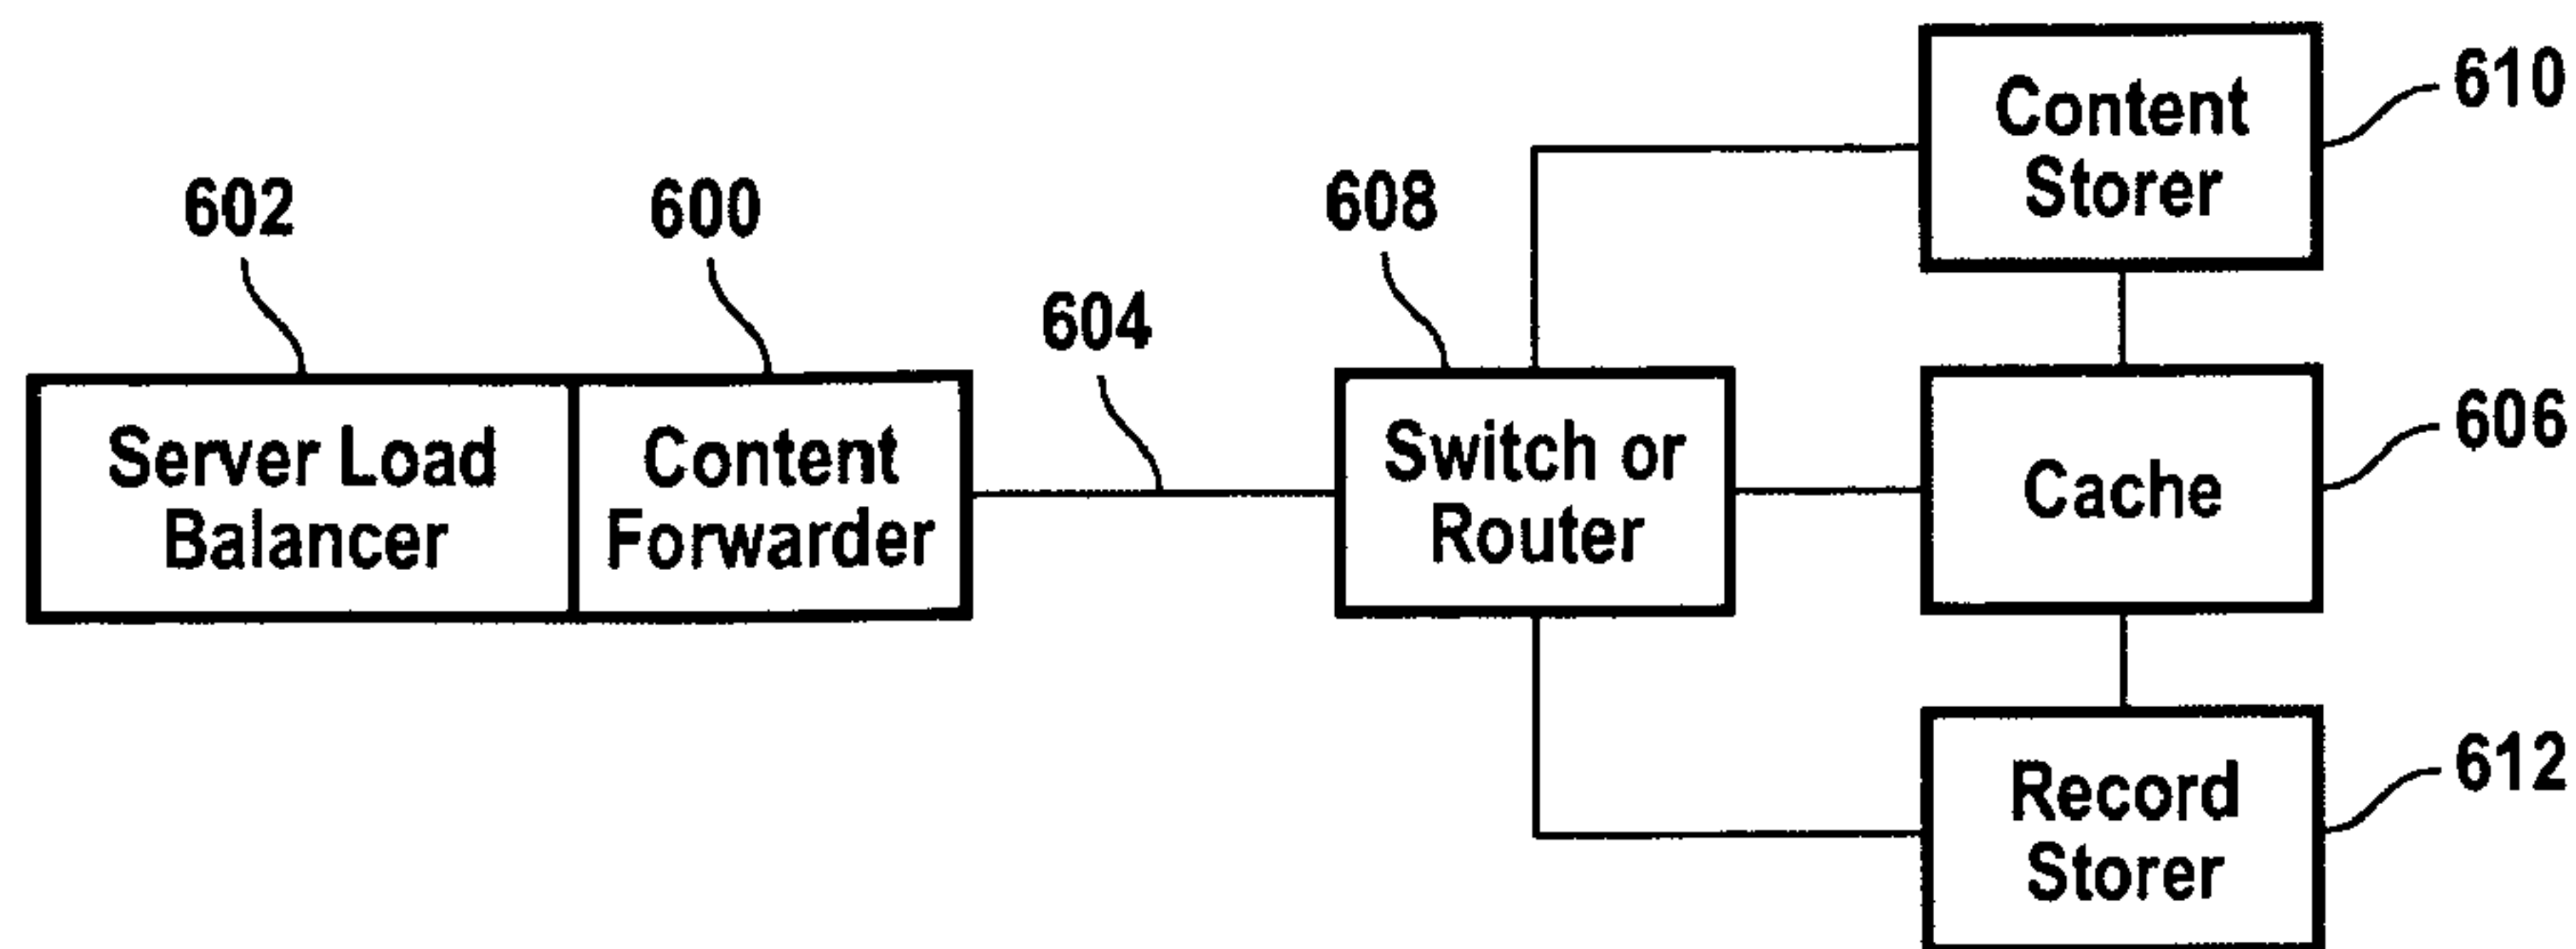 602
600
604
608
610
606
612
Server Load
Balancer
Content
Forwarder
Switch or
Router
Content
Storer
Cache
Record
Storer